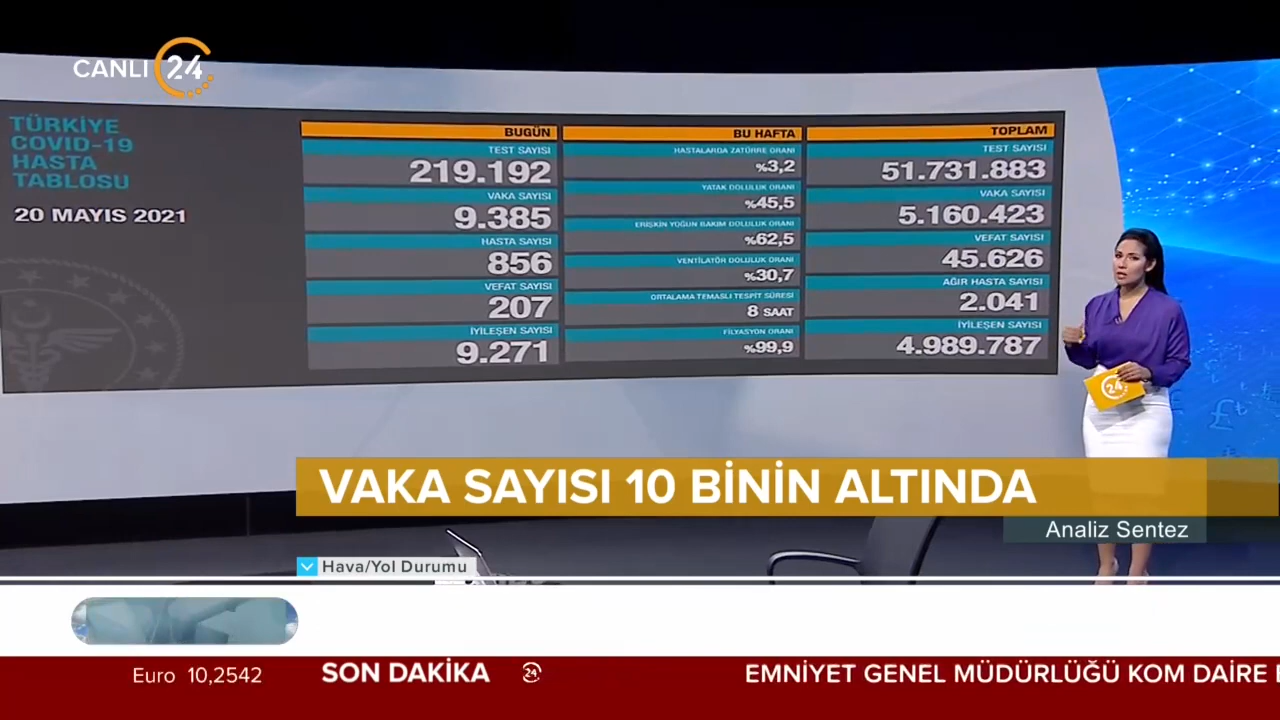 CANLI 24
TÜRKİYE
COVID-19
HASTA
TABLOSU
20 MAYIS 2021
BUGÜN
TEST SAYISI
219.192
VAKA SAYISI
9.385
HASTA SAYISI
856
VEFAT SAYISI
207
İYİLEŞEN SAYISI
9.271
BU HAFTA
HASTALARDA ZATÜRRE ORANI
%3,2
YATAK DOLULUK ORANI
%45,5
ERİŞKİN YOĞUN BAKIM DOLULUK ORANI
%62,5
VENTİLATÖR DOLULUK ORANI
%30,7
ORTALAMA TEMASLI TESPİT SÜRESİ
8 SAAT
FİLYASYON ORANI
%99,9
TOPLAM
TEST SAYISI
51.731.883
VAKA SAYISI
5.160.423
VEFAT SAYISI
45.626
AĞIR HASTA SAYISI
2.041
İYİLEŞEN SAYISI
4.989.787
24
VAKA SAYISI 10 BİNİN ALTINDA
Analiz Sentez
Hava/Yol Durumu
Euro 10,2542
SON DAKİKA
24
EMNİYET GENEL MÜDÜRLÜĞÜ KOM DAİRE